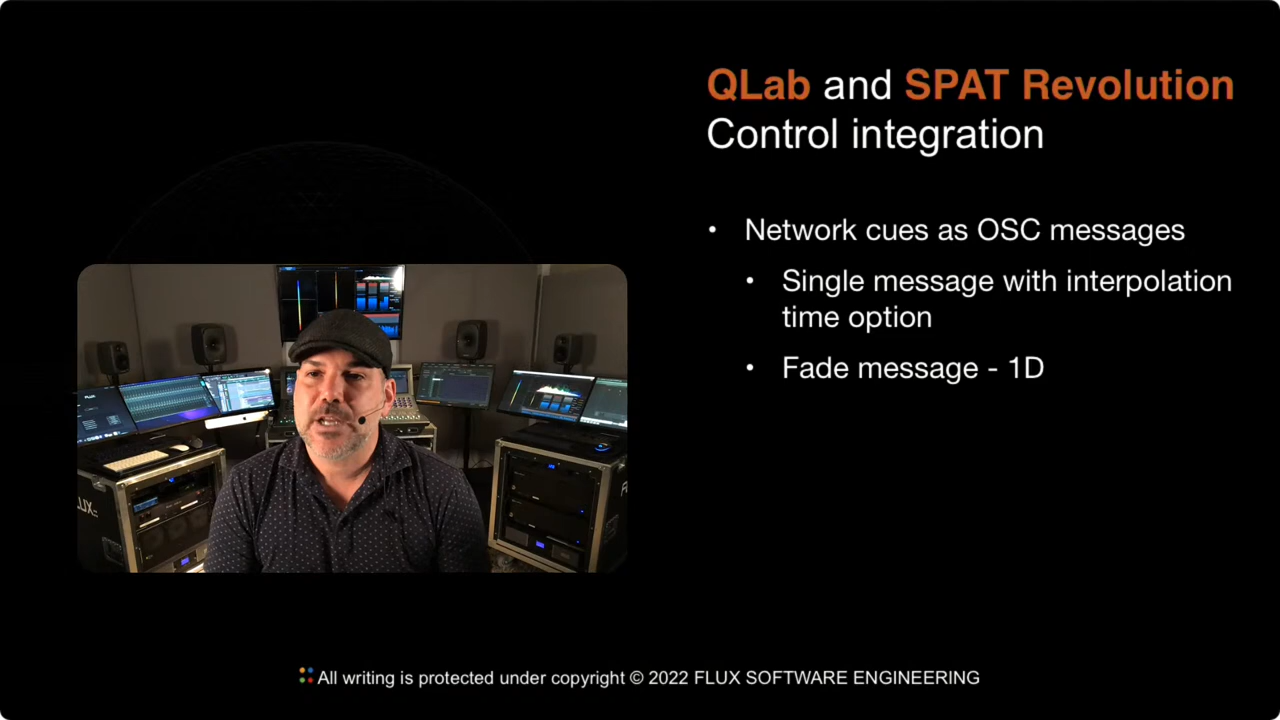 QLab and SPAT Revolution
Control integration
• Network cues as OSC messages
• Single message with interpolation
time option
• Fade message - 1D
All writing is protected under copyright © 2022 FLUX SOFTWARE ENGINEERING